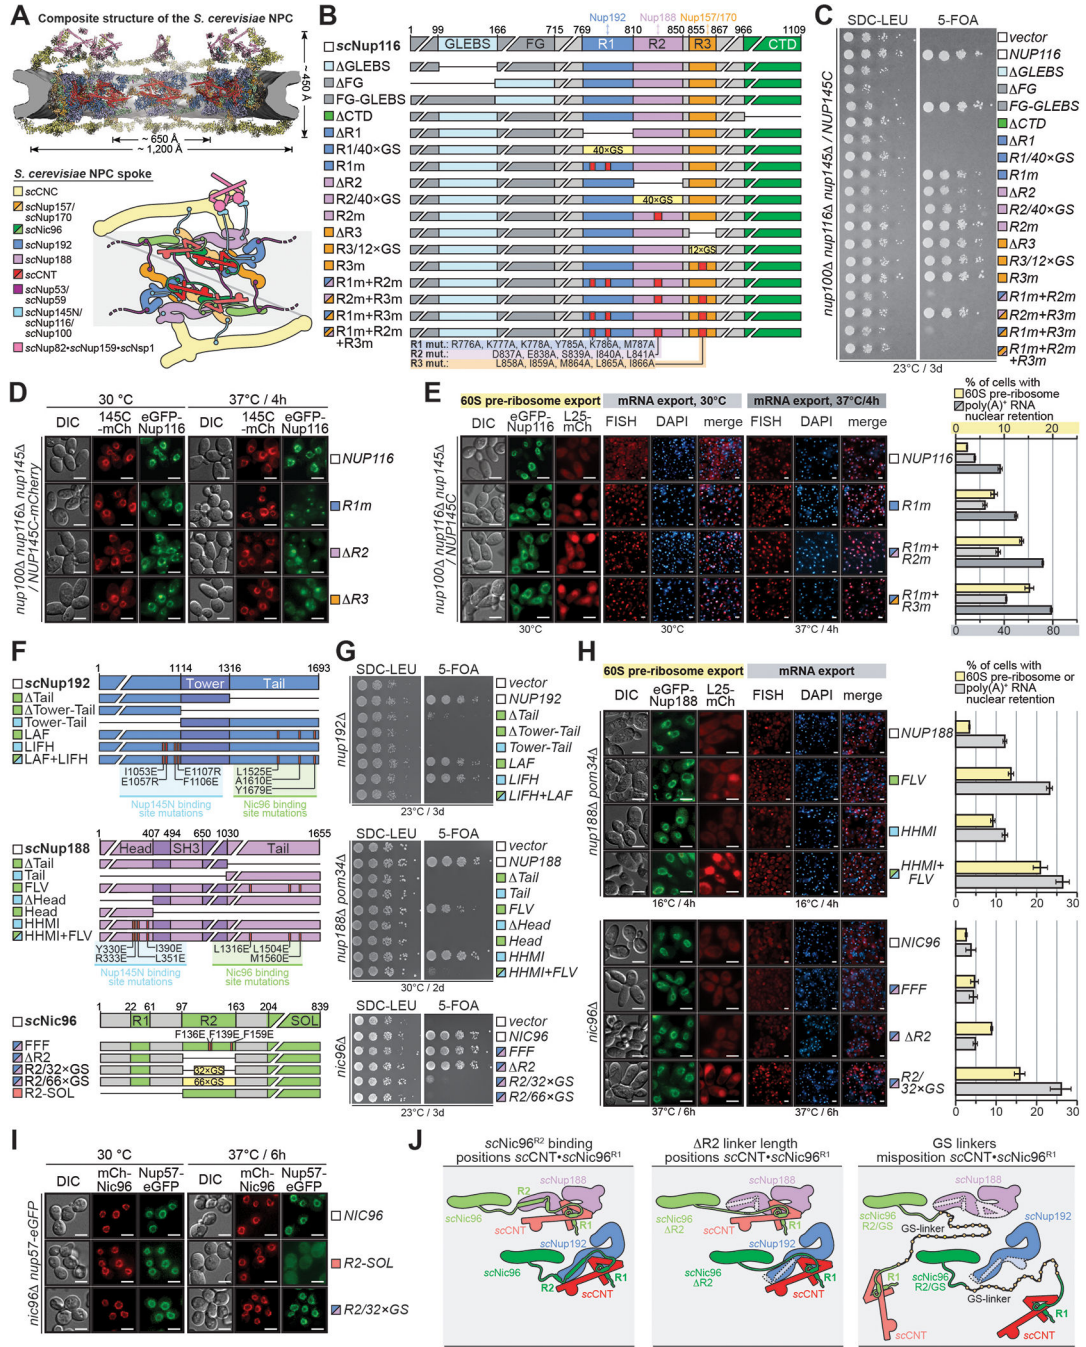 A
Composite structure of the S. cerevisiae NPC
~ 450 Å
~ 650 Å
~ 1,200 Å
S. cerevisiae NPC spoke
scCNC
scNup157/
scNup170
scNic96
scNup192
scNup188
scCNT
scNup53/
scNup59
scNup145N/
scNup116/
scNup100
scNup82•scNup159•scNsp1
B
Nup192 Nup188 Nup157/170
1 99 166 715 769 810 855 867 966 1109
scNup116 GLEBS FG R1 R2 R3 CTD
ΔGLEBS
ΔFG
FG-GLEBS
ΔCTD
ΔR1
R1/40×GS 40×GS
R1m
ΔR2
R2/40×GS 40×GS
R2m
ΔR3
R3/12×GS 12×GS
R3m
R1m+R2m
R2m+R3m
R1m+R3m
R1m+R2m
+R3m
R1 mut.: R776A, K777A, K778A, Y785A, K786A, M787A
R2 mut.: D837A, E838A, S839A, I840A, L841A
R3 mut.: L858A, I859A, M864A, L865A, I866A
C
SDC-LEU 5-FOA
nup100Δ nup116Δ nup145Δ / NUP145C
vector
NUP116
ΔGLEBS
ΔFG
FG-GLEBS
ΔCTD
ΔR1
R1/40×GS
R1m
ΔR2
R2/40×GS
R2m
ΔR3
R3/12×GS
R3m
R1m+R2m
R2m+R3m
R1m+R3m
R1m+R2m
+R3m
23°C / 3d
D
30 °C 37°C / 4h
DIC 145C-mCh eGFP-Nup116 DIC 145C-mCh eGFP-Nup116
nup100Δ nup116Δ nup145Δ
/ NUP145C-mCherry
NUP116
R1m
ΔR2
ΔR3
E
60S pre-ribosome export mRNA export, 30°C mRNA export, 37°C/4h
DIC eGFP-Nup116 L25-mCh FISH DAPI merge FISH DAPI merge
nup100Δ nup116Δ nup145Δ
/ NUP145C
NUP116
R1m
R1m+
R2m
R1m+
R3m
30°C 30°C 37°C / 4h
% of cells with
60S pre-ribosome
poly(A)+ RNA
nuclear retention
0 5 10 15 20 25
0 20 40 60 80
F
1 1114 1316 1693
scNup192 Tower Tail
ΔTail
ΔTower-Tail
Tower-Tail
LAF
LIFH
LAF+LIFH
I1053E E1107R L1525E
E1057R F1106E A1610E
Y1679E
Nup145N binding
site mutations
Nic96 binding
site mutations
1 407 494 650 1030 1655
scNup188 Head SH3 Tail
ΔTail
Tail
FLV
ΔHead
Head
HHMI
HHMI+FLV
Y330E I390E L1316E L1504E
R333E L351E M1560E
Nup145N binding
site mutations
Nic96 binding
site mutations
1 22 61 97 163 204 839
scNic96 R1 R2 SOL
F136E F139E F159E
FFF
ΔR2
R2/32×GS 32×GS
R2/66×GS 66×GS
R2-SOL
G
SDC-LEU 5-FOA
nup192Δ
vector
NUP192
ΔTail
ΔTower-Tail
Tower-Tail
LAF
LIFH
LIFH+LAF
23°C / 3d
SDC-LEU 5-FOA
nup188Δ pom34Δ
vector
NUP188
ΔTail
Tail
FLV
ΔHead
Head
HHMI
HHMI+FLV
30°C / 2d
SDC-LEU 5-FOA
nic96Δ
vector
NIC96
FFF
ΔR2
R2/32×GS
R2/66×GS
23°C / 3d
H
60S pre-ribosome export mRNA export
DIC eGFP-Nup188 L25-mCh FISH DAPI merge
nup188Δ pom34Δ
NUP188
FLV
HHMI
HHMI+
FLV
16°C / 4h 16°C / 4h
nic96Δ
NIC96
FFF
ΔR2
R2/
32×GS
37°C / 6h 37°C / 6h
% of cells with
60S pre-ribosome or
poly(A)+ RNA
nuclear retention
0 10 20 30
I
30 °C 37°C / 6h
DIC mCh-Nic96 Nup57-eGFP DIC mCh-Nic96 Nup57-eGFP
nic96Δ nup57-eGFP
NIC96
R2-SOL
R2/32×GS
J
scNic96R2 binding
positions scCNT•scNic96R1
scNup188
R2
scNic96
R1
scCNT
scNup192
scNic96
R1
R2
scCNT
ΔR2 linker length
positions scCNT•scNic96R1
scNup188
scNic96
ΔR2
R1
scCNT
scNup192
scNic96
ΔR2
R1
scCNT
GS linkers
misposition scCNT•scNic96R1
scNup188
scNic96
R2/GS
scNup192
GS-linker
R1
scNic96
R2/GS
GS-linker
scCNT
R1
scCNT